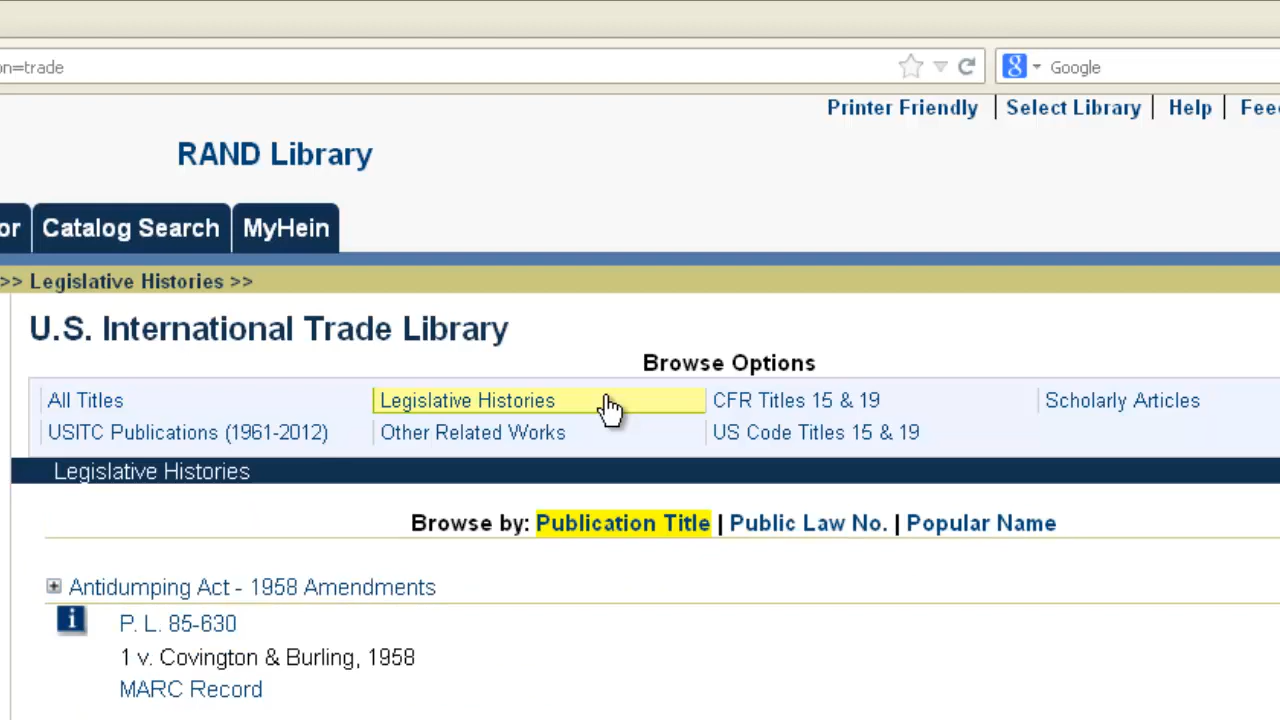 on=trade
Google
Printer Friendly | Select Library | Help |
RAND Library
or Catalog Search MyHein
>> Legislative Histories >>
U.S. International Trade Library
Browse Options
All Titles Legislative Histories CFR Titles 15 & 19 Scholarly Articles
USITC Publications (1961-2012) Other Related Works US Code Titles 15 & 19
Legislative Histories
Browse by: Publication Title | Public Law No. | Popular Name
Antidumping Act - 1958 Amendments
P. L. 85-630
1 v. Covington & Burling, 1958
MARC Record